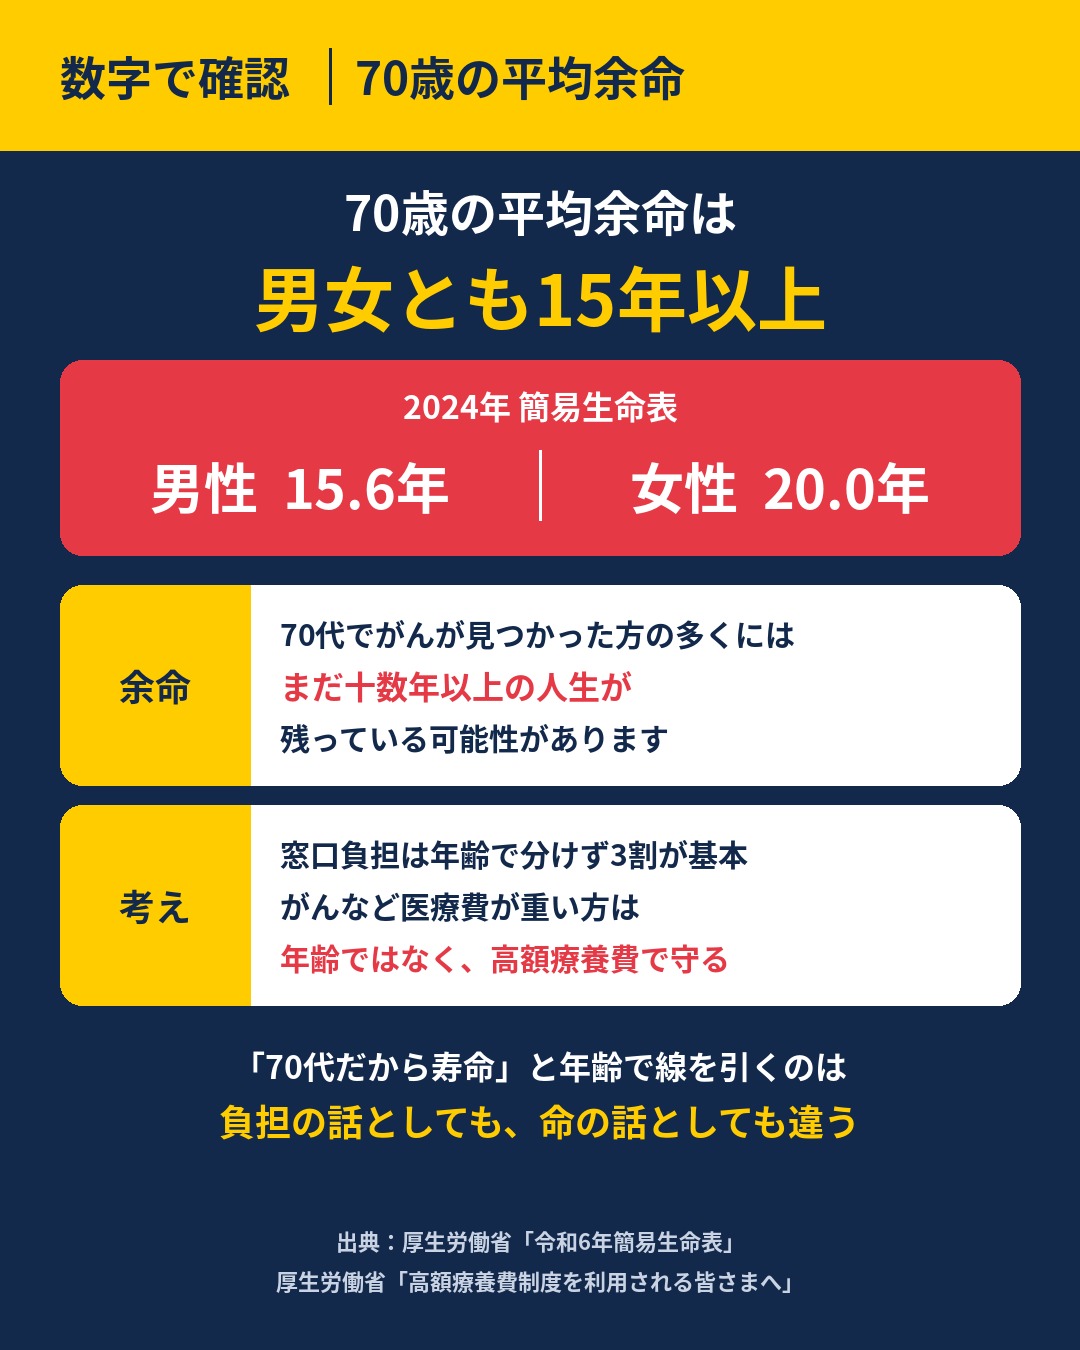 数字で確認 70歳の平均余命
70歳の平均余命は
男女とも15年以上
2024年 簡易生命表
男性 15.6年 女性 20.0年
余命
70代でがんが見つかった方の多くには
まだ十数年以上の人生が
残っている可能性があります
考え
窓口負担は年齢で分けず3割が基本
がんなど医療費が重い方は
年齢ではなく、高額療養費で守る
「70代だから寿命」と年齢で線を引くのは
負担の話としても、命の話としても違う
出典：厚生労働省「令和6年簡易生命表」
厚生労働省「高額療養費制度を利用される皆さまへ」